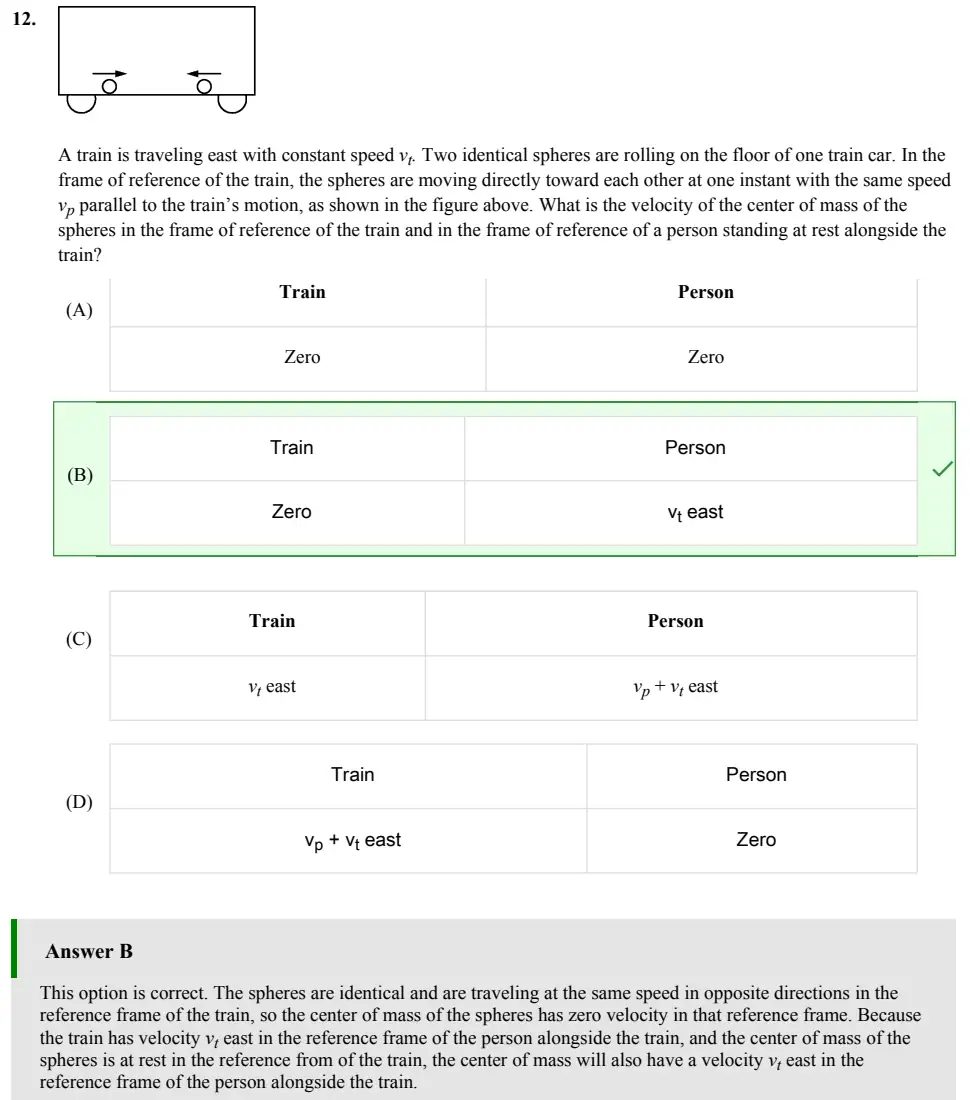 12.
A train is traveling east with constant speed vt. Two identical spheres are rolling on the floor of one train car. In the
frame of reference of the train, the spheres are moving directly toward each other at one instant with the same speed
vp parallel to the train's motion, as shown in the figure above. What is the velocity of the center of mass of the
spheres in the frame of reference of the train and in the frame of reference of a person standing at rest alongside the
train?
(A)
Train Person
Zero Zero
(B)
Train Person
Zero vt east
(C)
Train Person
vt east vp + vt east
(D)
Train Person
vp + vt east Zero
Answer B
This option is correct. The spheres are identical and are traveling at the same speed in opposite directions in the
reference frame of the train, so the center of mass of the spheres has zero velocity in that reference frame. Because
the train has velocity vt east in the reference frame of the person alongside the train, and the center of mass of the
spheres is at rest in the reference from of the train, the center of mass will also have a velocity vt east in the
reference frame of the person alongside the train.